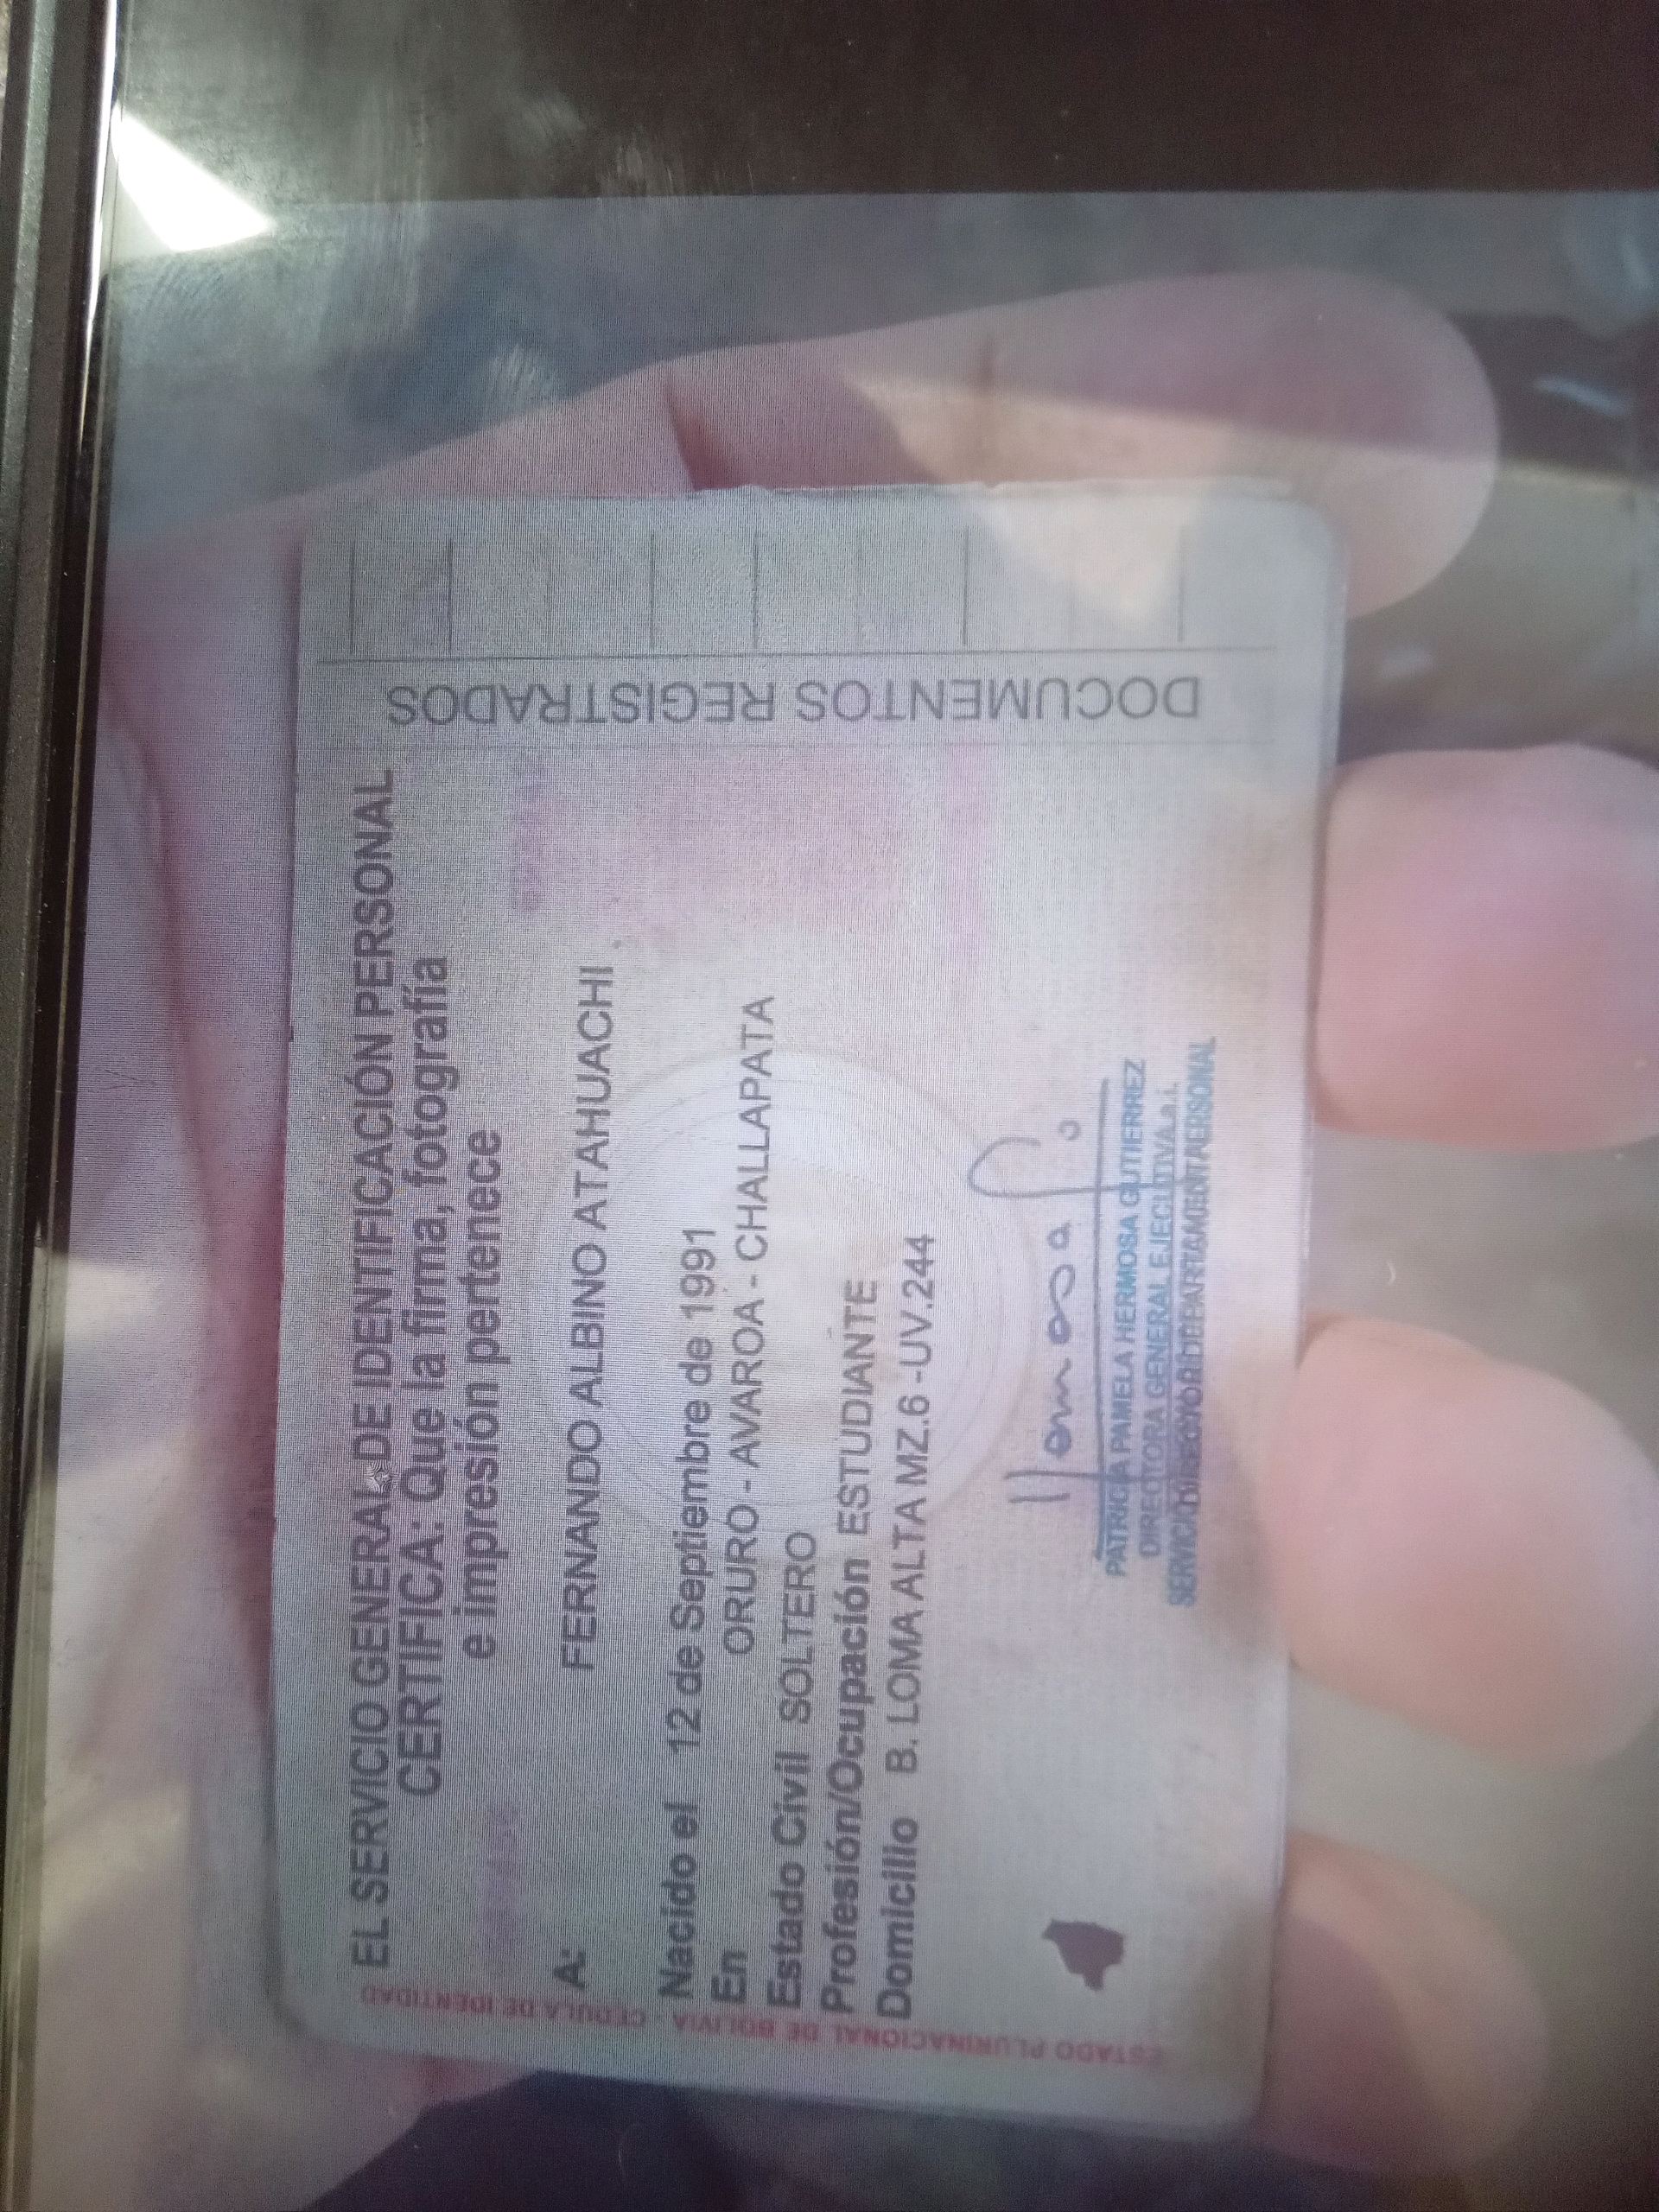 EL SERVICIO GENERAL DE IDENTIFICACIÓN PERSONAL
CERTIFICA: Que la firma, fotografía
e impresión pertenece
A: FERNANDO ALBINO ATAHUACHI
Nacido el 12 de Septiembre de 1991
En ORURO - AVAROA - CHALLAPATA
Estado Civil SOLTERO
Profesión/Ocupación ESTUDIANTE
Domicilio B. LOMA ALTA MZ.6 -UV.244
PATRICIA PAMELA HERMOSA GUTIERREZ
DIRECTORA GENERAL EJECUTIVA a.i.
SERVICIO
PERSONAL
DOCUMENTOS REGISTRADOS
ESTADO PLURINACIONAL DE BOLIVIA - CEDULA DE IDENTIDAD